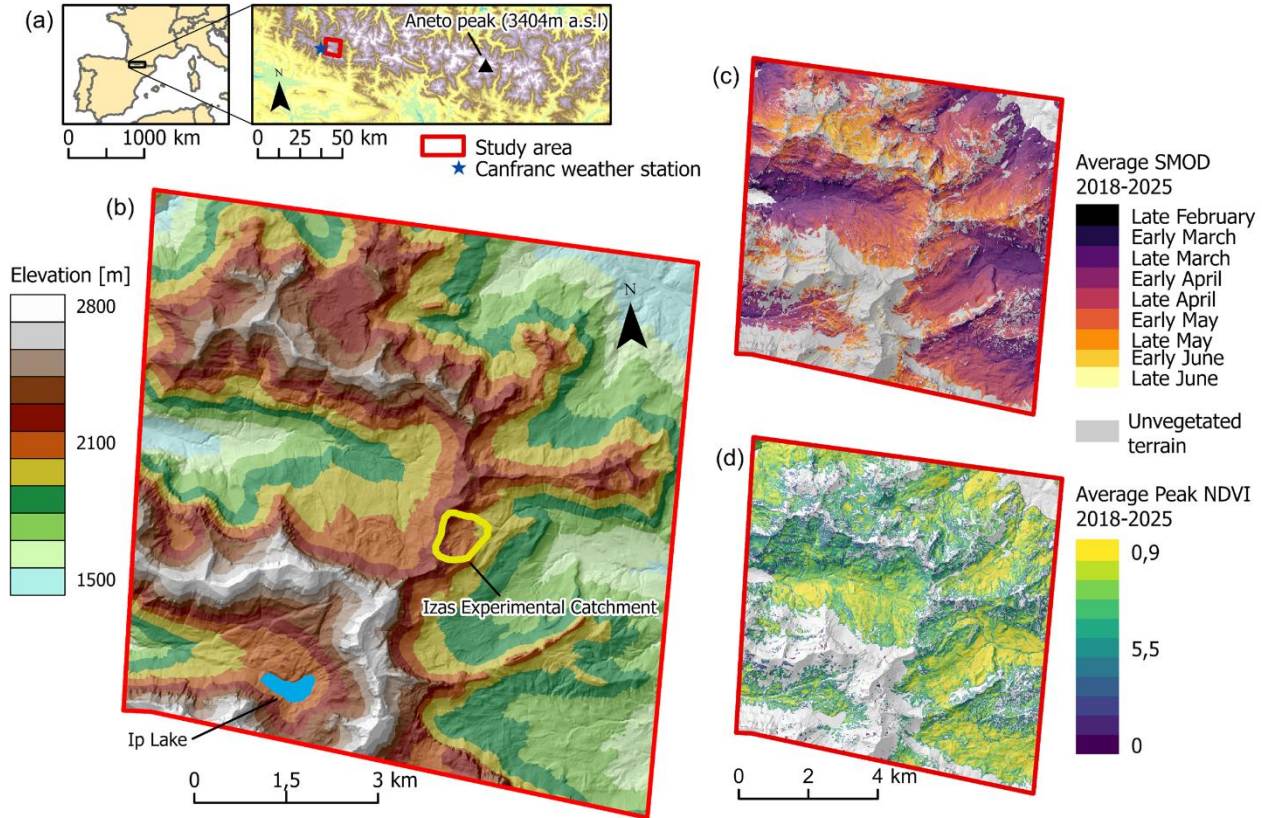 (a)
Aneto peak (3404m a.s.l)
N
0 1000 km
0 25 50 km
Study area
Canfranc weather station
(b)
Elevation [m]
2800
2100
1500
N
Izas Experimental Catchment
Ip Lake
0 1,5 3 km
(c)
Average SMOD
2018-2025
Late February
Early March
Late March
Early April
Late April
Early May
Late May
Early June
Late June
Unvegetated
terrain
(d)
Average Peak NDVI
2018-2025
0,9
5,5
0
0 2 4 km